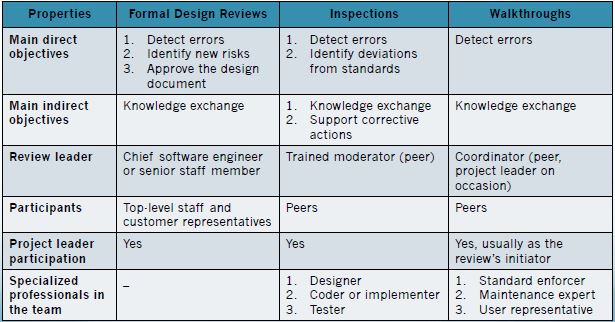 Properties Formal Design Reviews Inspections Walkthroughs
Main direct objectives
1. Detect errors
2. Identify new risks
3. Approve the design document
1. Detect errors
2. Identify deviations from standards
Detect errors
Main indirect objectives
Knowledge exchange
1. Knowledge exchange
2. Support corrective actions
Knowledge exchange
Review leader
Chief software engineer or senior staff member
Trained moderator (peer)
Coordinator (peer, project leader on occasion)
Participants
Top-level staff and customer representatives
Peers
Peers
Project leader participation
Yes
Yes
Yes, usually as the review's initiator
Specialized professionals in the team
–
1. Designer
2. Coder or implementer
3. Tester
1. Standard enforcer
2. Maintenance expert
3. User representative